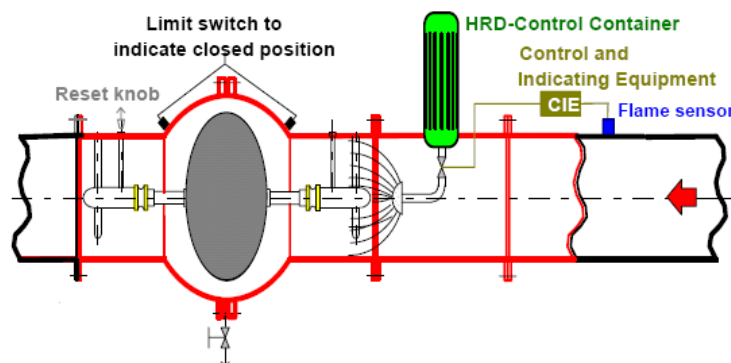 Limit switch to
indicate closed position
HRD-Control Container
Control and
Indicating Equipment
Reset knob
CIE
Flame sensor